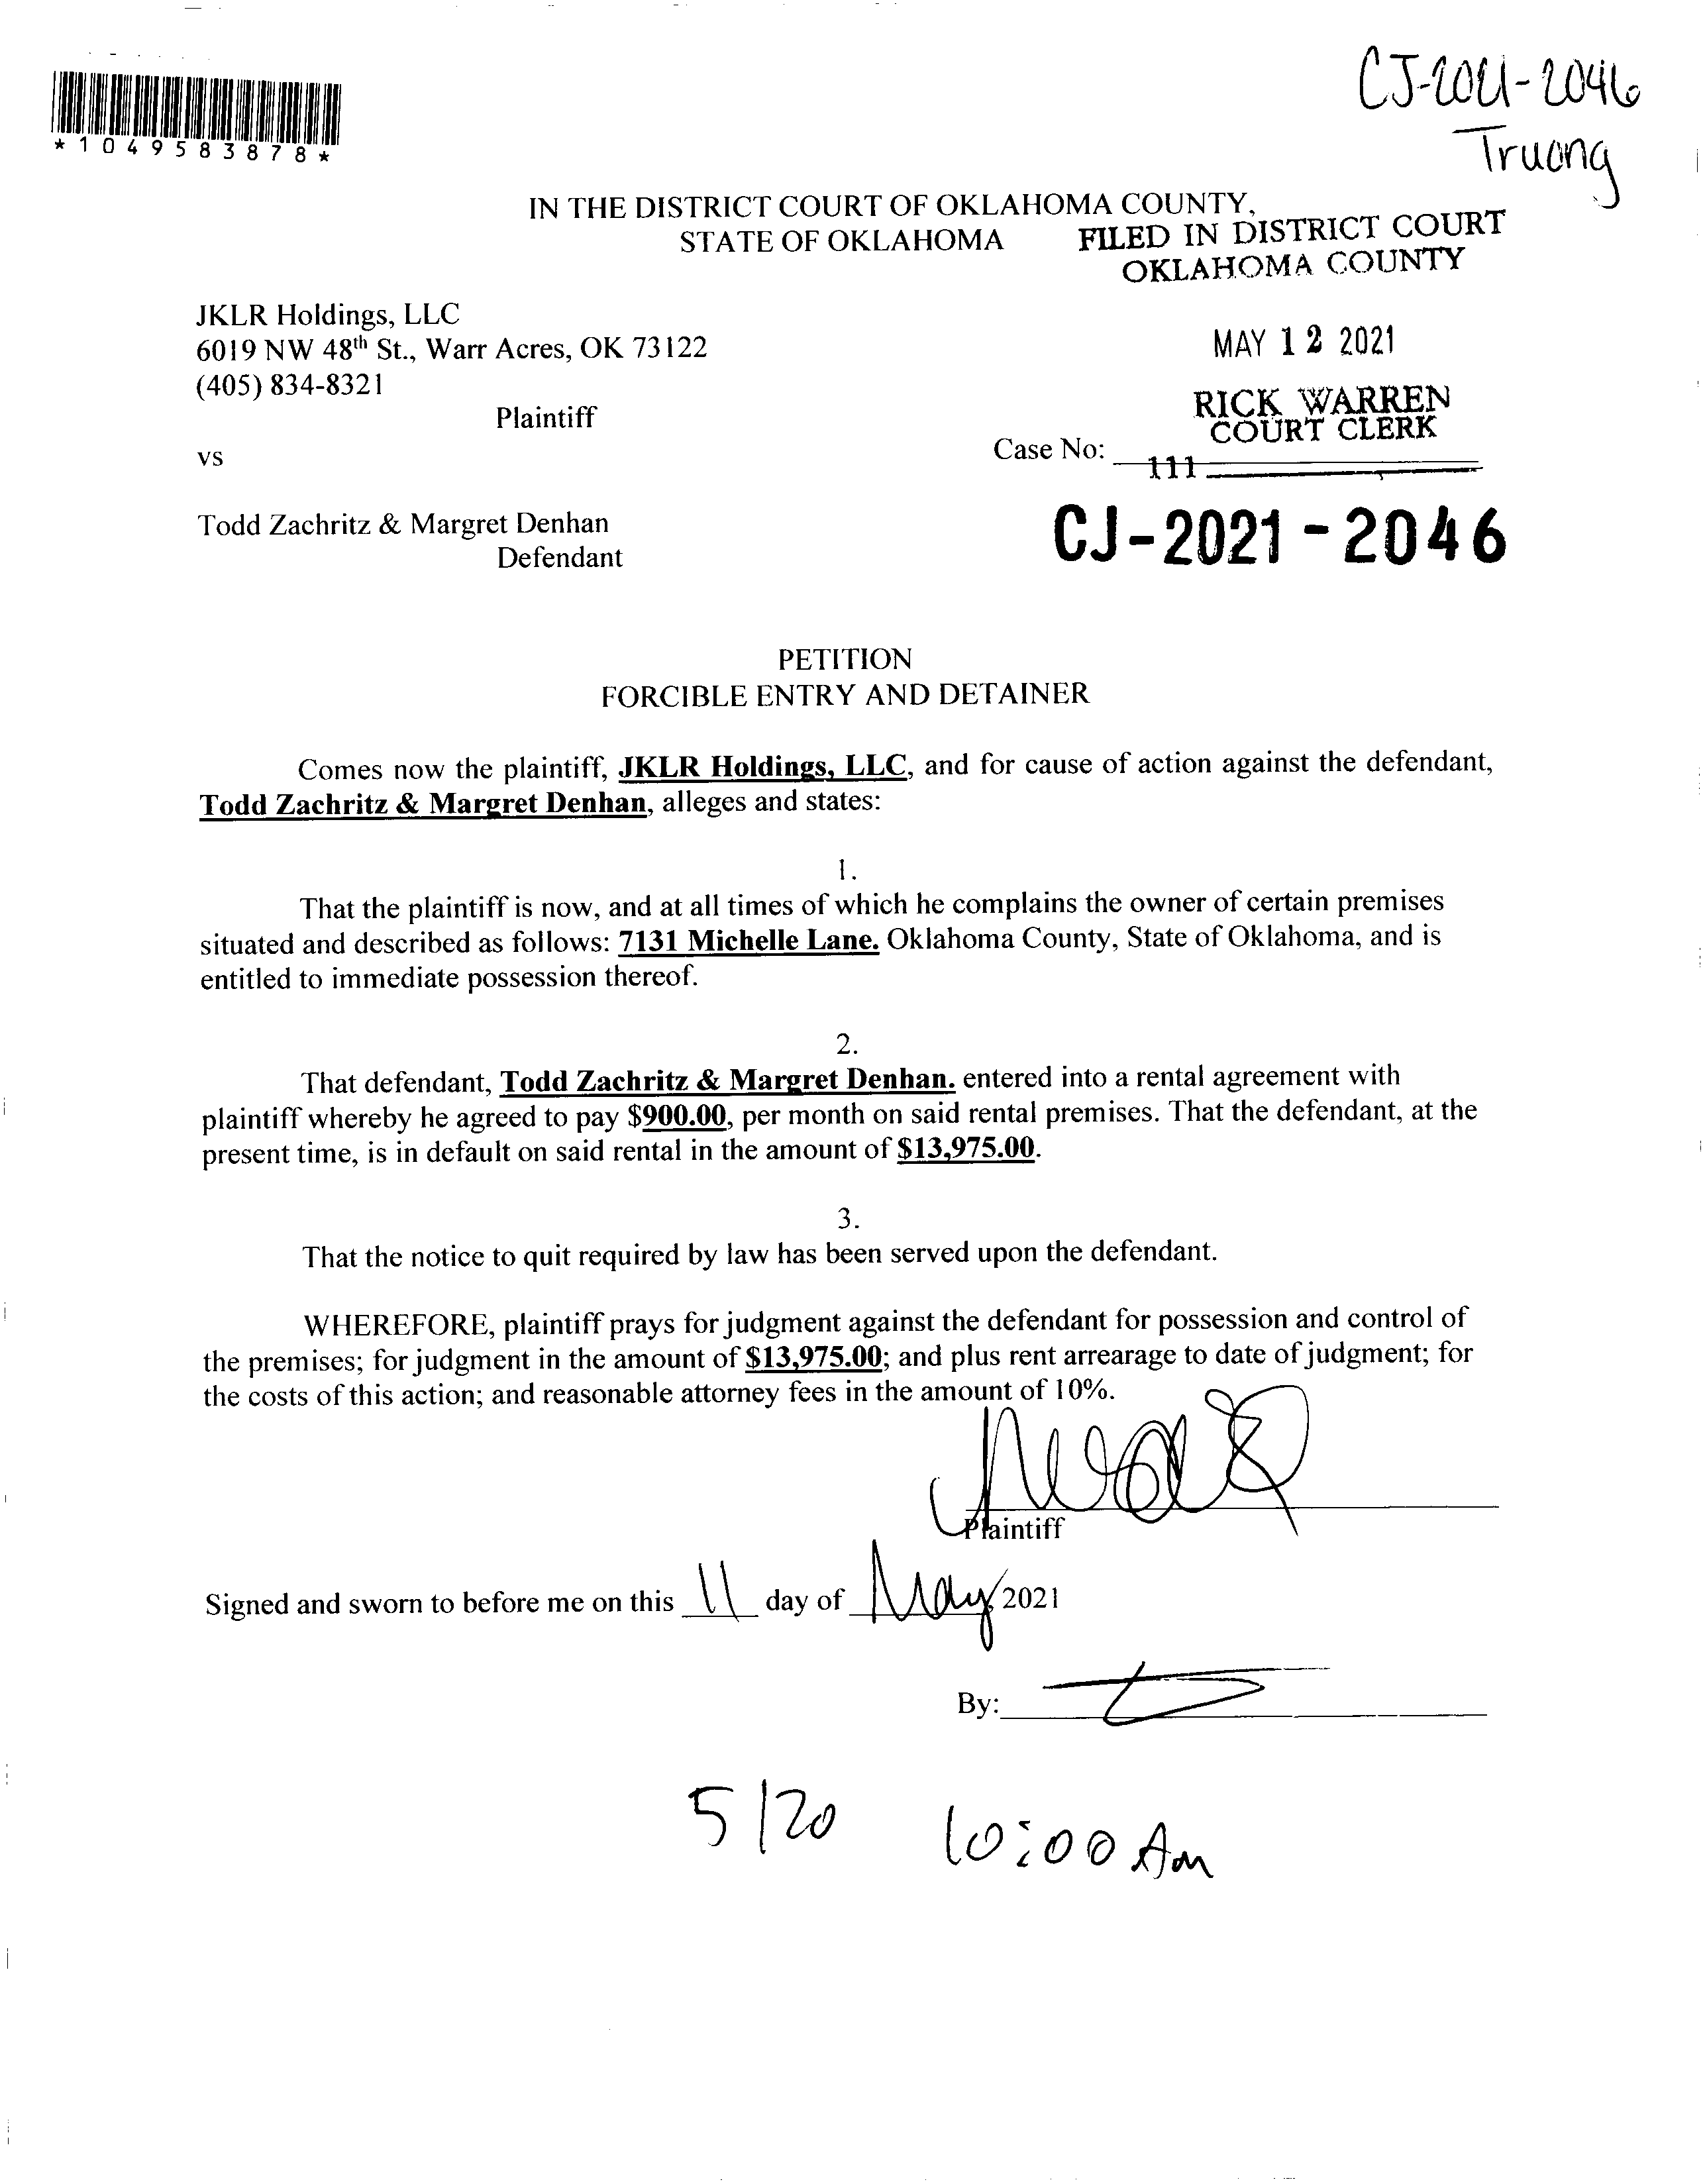 CJ-2021-2046
Truong
*1049583878*
IN THE DISTRICT COURT OF OKLAHOMA COUNTY,
STATE OF OKLAHOMA
FILED IN DISTRICT COURT
OKLAHOMA COUNTY
JKLR Holdings, LLC
6019 NW 48th St., Warr Acres, OK 73122
MAY 12 2021
(405) 834-8321
Plaintiff
RICK WARREN
COURT CLERK
vs
Case No:
111
Todd Zachritz & Margret Denhan
Defendant
CJ-2021-2046
PETITION
FORCIBLE ENTRY AND DETAINER
Comes now the plaintiff, JKLR Holdings, LLC, and for cause of action against the defendant,
Todd Zachritz & Margret Denhan, alleges and states:
1.
That the plaintiff is now, and at all times of which he complains the owner of certain premises
situated and described as follows: 7131 Michelle Lane. Oklahoma County, State of Oklahoma, and is
entitled to immediate possession thereof.
2.
That defendant, Todd Zachritz & Margret Denhan. entered into a rental agreement with
plaintiff whereby he agreed to pay $900.00, per month on said rental premises. That the defendant, at the
present time, is in default on said rental in the amount of $13,975.00.
3.
That the notice to quit required by law has been served upon the defendant.
WHEREFORE, plaintiff prays for judgment against the defendant for possession and control of
the premises; for judgment in the amount of $13,975.00; and plus rent arrearage to date of judgment; for
the costs of this action; and reasonable attorney fees in the amount of 10%.
Plaintiff
Signed and sworn to before me on this 11 day of May, 2021
By:
5/20 10:00 Am